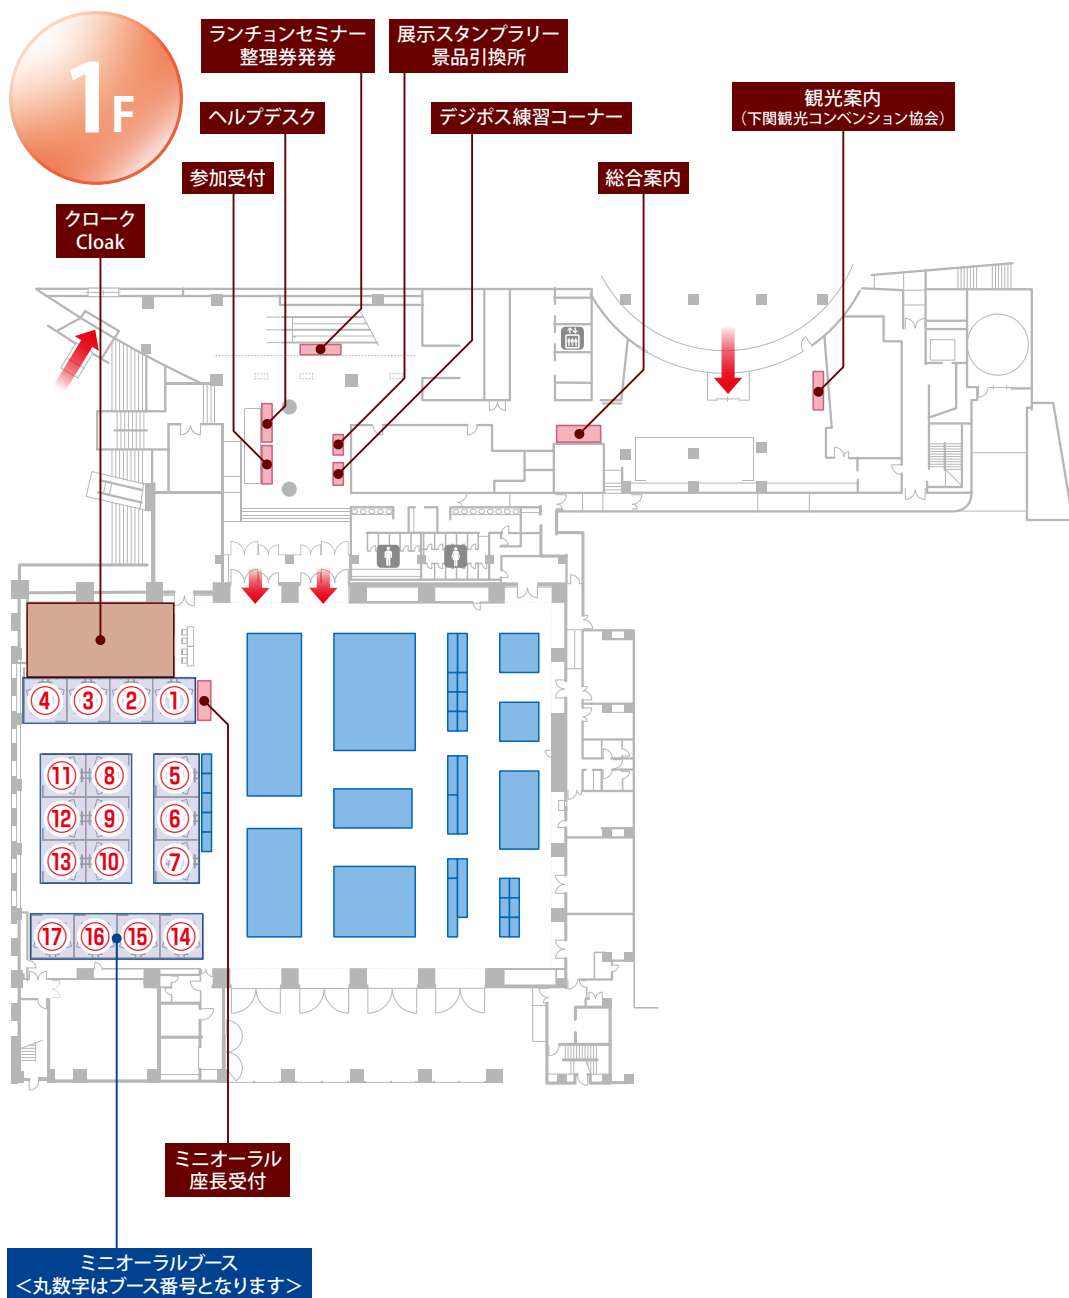 1F
ランチョンセミナー
整理券発券
展示スタンプラリー
景品引換所
ヘルプデスク
デジポス練習コーナー
観光案内
（下関観光コンベンション協会）
参加受付
総合案内
クローク
Cloak
④ ③ ② ①
⑪ ⑧ ⑤
⑫ ⑨ ⑥
⑬ ⑩ ⑦
⑰ ⑯ ⑮ ⑭
ミニオーラル
座長受付
ミニオーラルブース
＜丸数字はブース番号となります＞